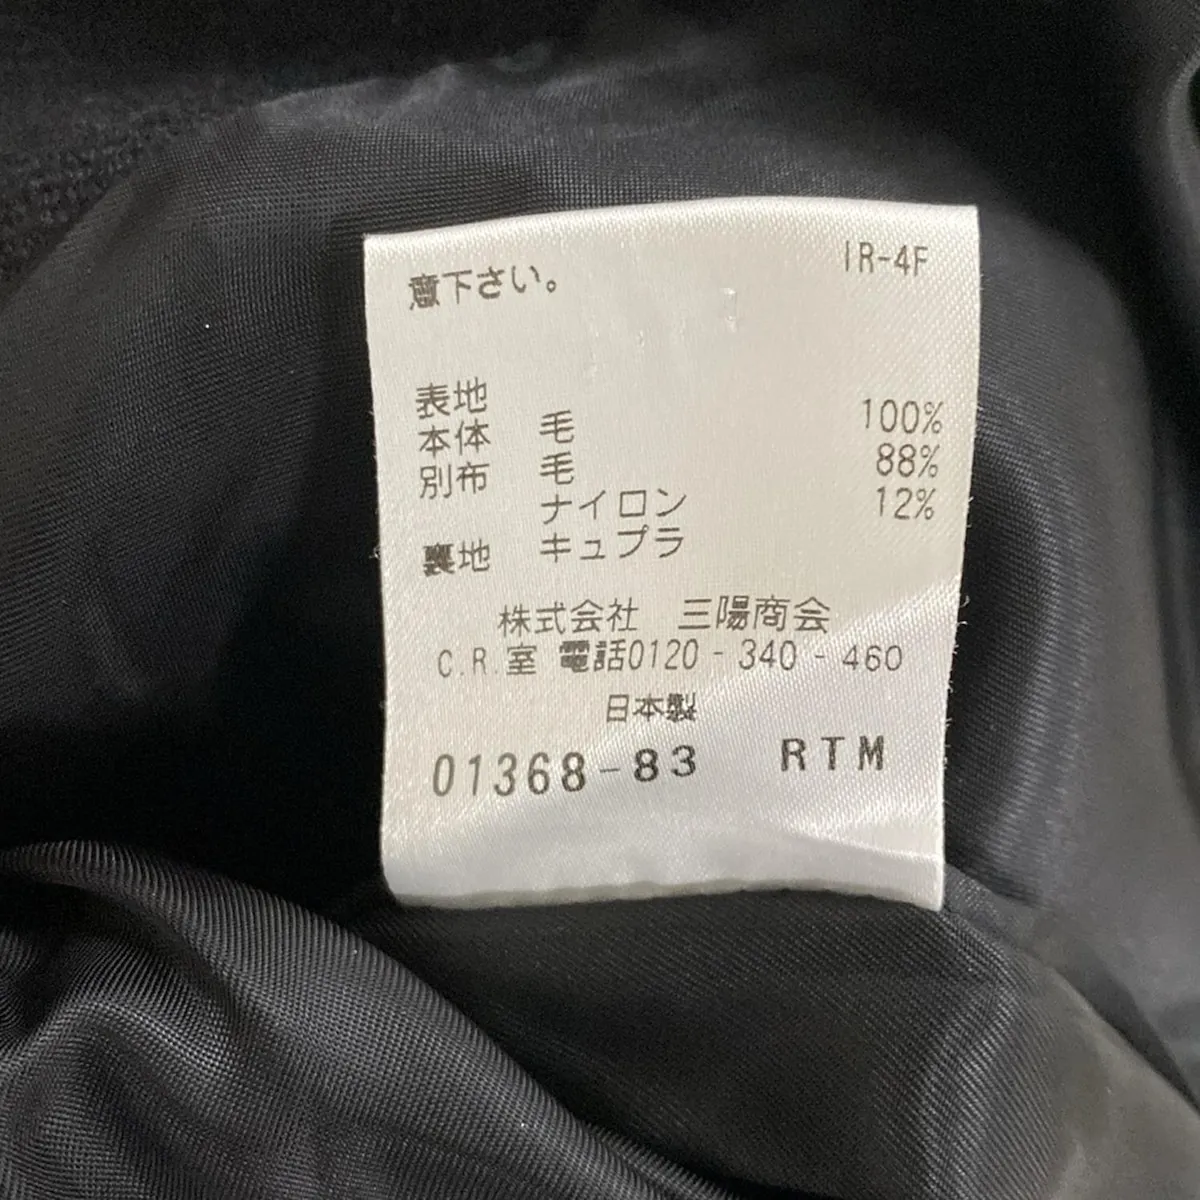 意下さい。 IR-4F
表地
本体 毛 100%
別布 毛 88%
ナイロン 12%
裏地 キュプラ
株式会社 三陽商会
C.R.室 電話0120-340-460
日本製
01368-83 RTM